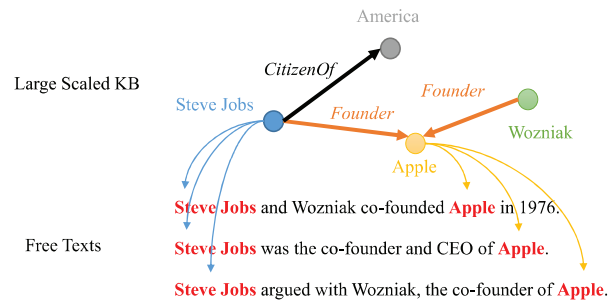 America
CitizenOf
Large Scaled KB
Steve Jobs
Founder
Founder
Wozniak
Apple
Steve Jobs and Wozniak co-founded Apple in 1976.
Free Texts
Steve Jobs was the co-founder and CEO of Apple.
Steve Jobs argued with Wozniak, the co-founder of Apple.